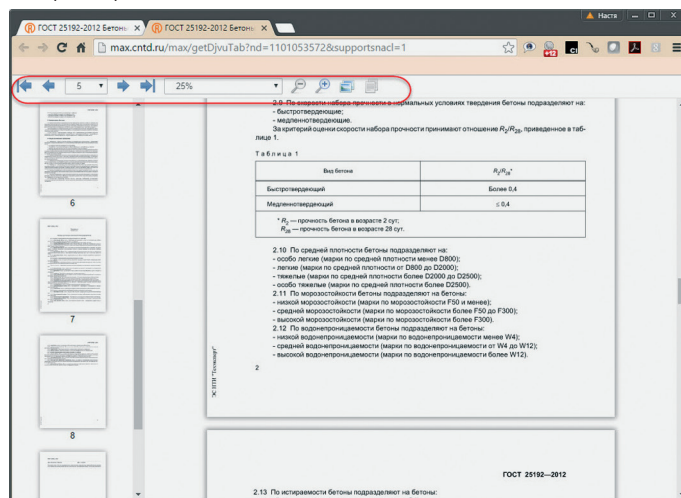 Настя
ГОСТ 25192-2012 Бетонь
ГОСТ 25192-2012 Бетонь
max.cntd.ru/max/getDjvuTab?nd=1101053572&supportsnacl=1
+12
5
25%
2.9 По скорости набора прочности в нормальных условиях твердения бетоны подразделяют на:
- быстротвердеющие;
- медленнотвердеющие.
За критерий оценки скорости набора прочности принимают отношение R2/R28, приведенное в таб-
лице 1.
Таблица 1
Вид бетона
R2/R28*
Быстротвердеющий
Более 0,4
Медленнотвердеющий
≤ 0,4
* R2 — прочность бетона в возрасте 2 сут;
R28 — прочность бетона в возрасте 28 сут.
2.10 По средней плотности бетоны подразделяют на:
- особо легкие (марки по средней плотности менее D800);
- легкие (марки по средней плотности от D800 до D2000);
- тяжелые (марки по средней плотности более D2000 до D2500);
- особо тяжелые (марки по средней плотности более D2500).
2.11 По морозостойкости бетоны подразделяют на бетоны:
- низкой морозостойкости (марки по морозостойкости F50 и менее);
- средней морозостойкости (марки по морозостойкости более F50 до F300);
- высокой морозостойкости (марки по морозостойкости более F300).
2.12 По водонепроницаемости бетоны подразделяют на бетоны:
- низкой водонепроницаемости (марки по водонепроницаемости менее W4);
- средней водонепроницаемости (марки по водонепроницаемости от W4 до W12);
- высокой водонепроницаемости (марки по водонепроницаемости более W12).
2
ЭС НТИ "Техэксперт"
6
7
8
ГОСТ 25192—2012
2.13 По истираемости бетоны подразделяют на бетоны: